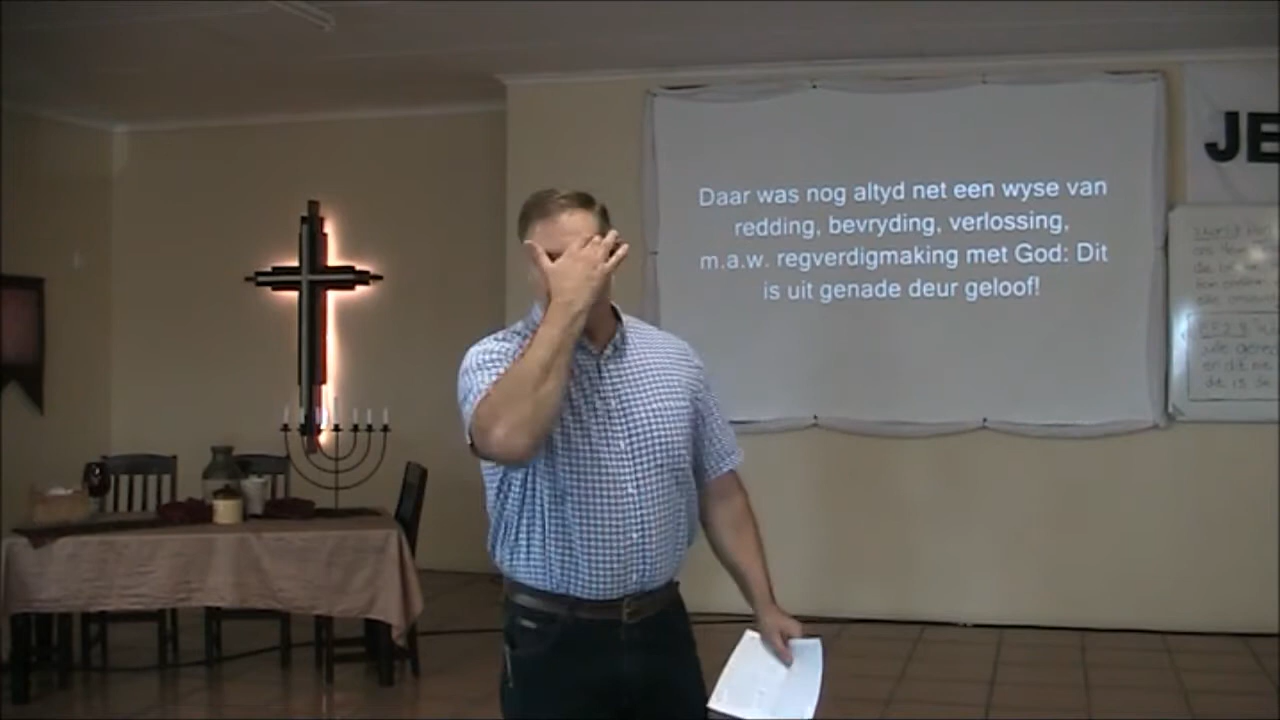 Daar was nog altyd net een wyse van
redding, bevryding, verlossing,
m.a.w. regverdigmaking met God: Dit
is uit genade deur geloof!
JE